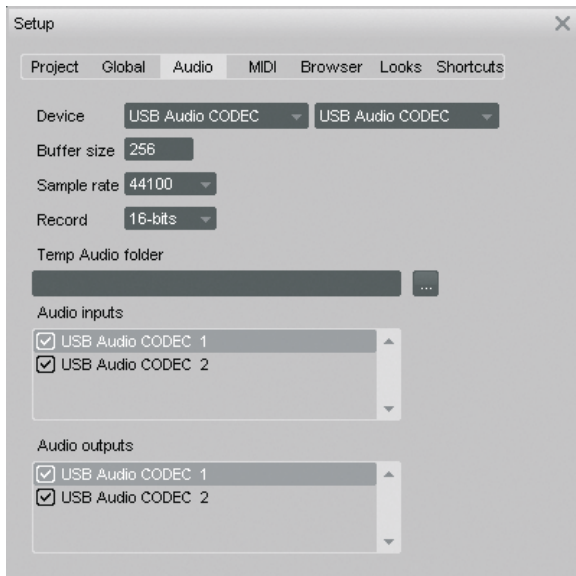 Setup
Project Global Audio MIDI Browser Looks Shortcuts
Device USB Audio CODEC USB Audio CODEC
Buffer size 256
Sample rate 44100
Record 16-bits
Temp Audio folder
...
Audio inputs
USB Audio CODEC 1
USB Audio CODEC 2
Audio outputs
USB Audio CODEC 1
USB Audio CODEC 2